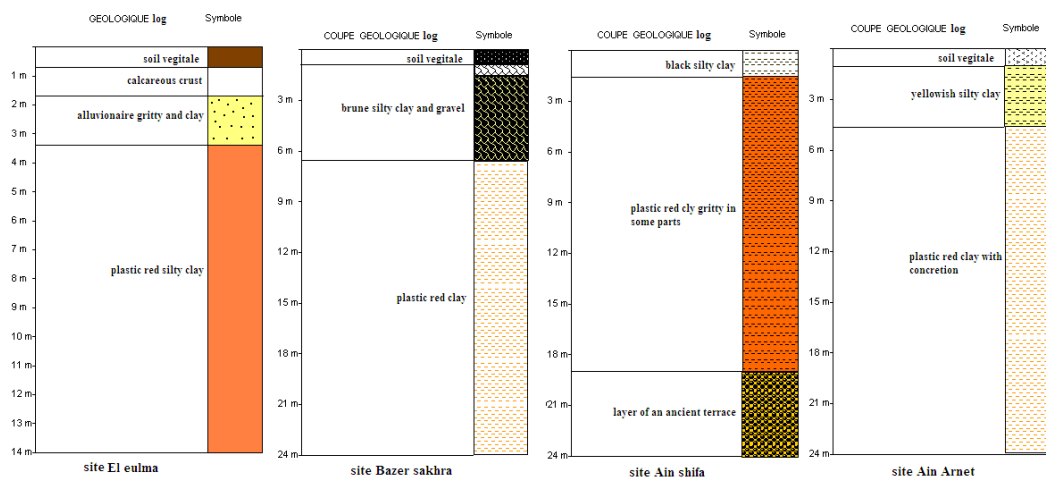 GEOLOGIQUE log Symbole
soil vegitale
1 m
calcareous crust
2 m
alluvionaire gritty and clay
3 m
4 m
5 m
6 m
7 m
plastic red silty clay
8 m
9 m
10 m
11 m
12 m
13 m
14 m
site El eulma
COUPE GEOLOGIQUE log Symbole
soil vegitale
3 m
brune silty clay and gravel
6 m
9 m
12 m
plastic red clay
15 m
18 m
21 m
24 m
site Bazer sakhra
COUPE GEOLOGIQUE log Symbole
black silty clay
3 m
6 m
9 m
plastic red cly gritty in
some parts
12 m
15 m
18 m
21 m
layer of an ancient terrace
24 m
site Ain shifa
COUPE GEOLOGIQUE log Symbole
soil vegitale
yellowish silty clay
3 m
6 m
9 m
12 m
plastic red clay with
concretion
15 m
18 m
21 m
24 m
site Ain Arnet